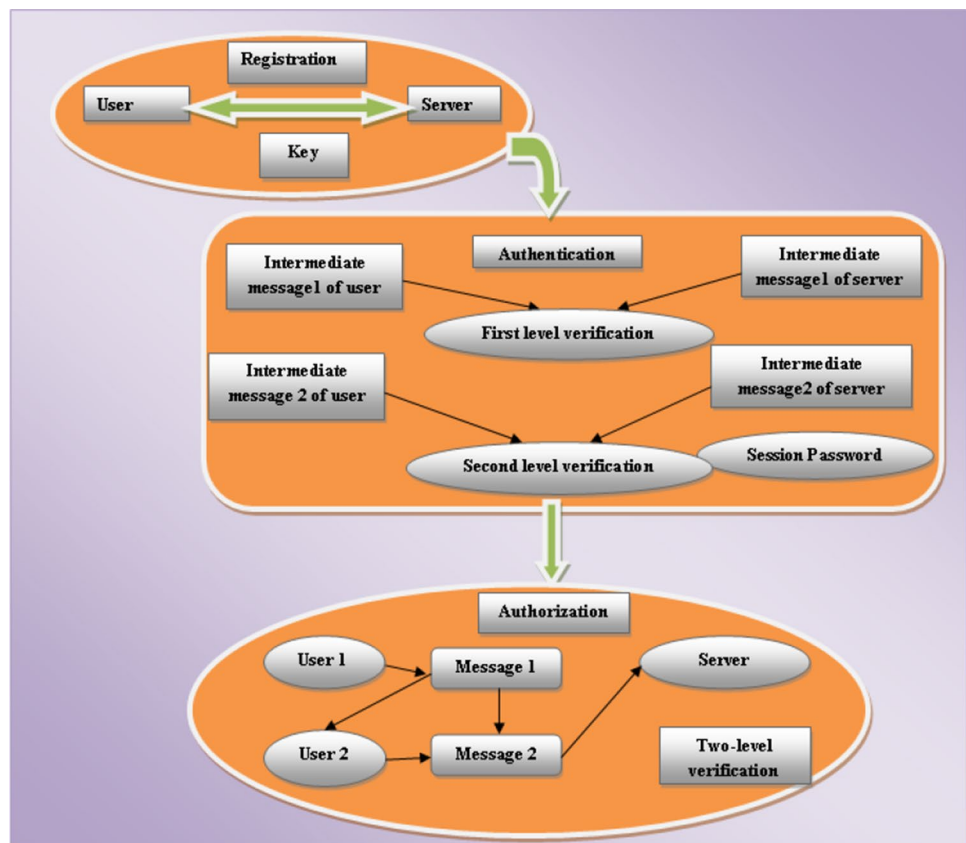 Registration
User
Server
Key
Authentication
Intermediate
message1 of user
Intermediate
message1 of server
First level verification
Intermediate
message 2 of user
Intermediate
message2 of server
Second level verification
Session Password
Authorization
User 1
Message 1
Server
User 2
Message 2
Two-level
verification